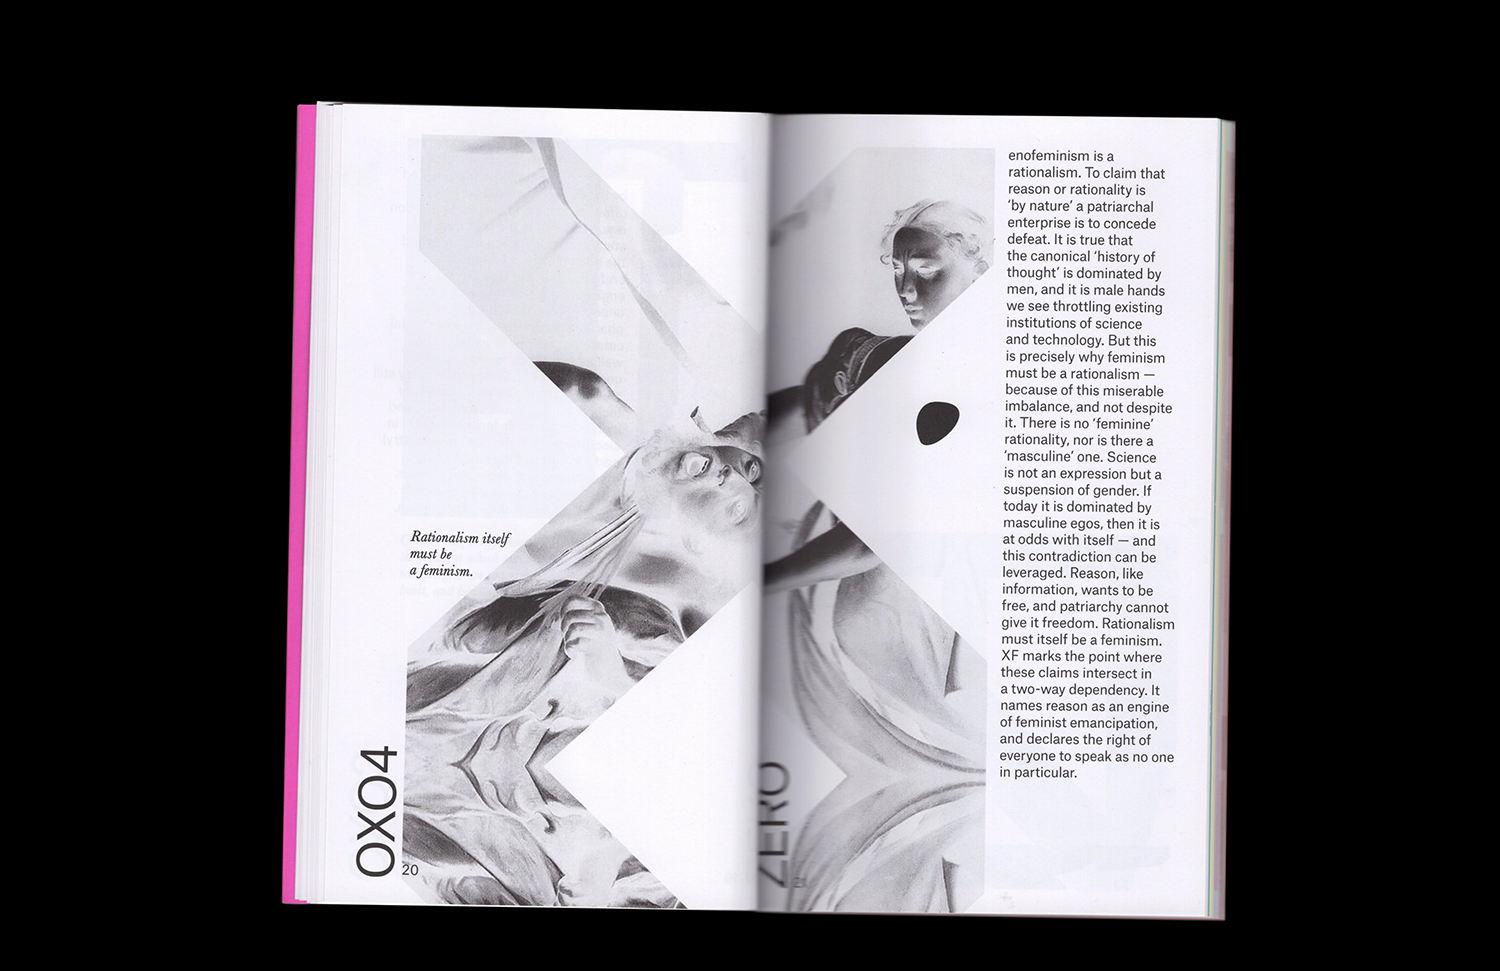 Rationalism itself
must be
a feminism.
0X04
20
ZERO
21
enofeminism is a
rationalism. To claim that
reason or rationality is
‘by nature’ a patriarchal
enterprise is to concede
defeat. It is true that
the canonical ‘history of
thought’ is dominated by
men, and it is male hands
we see throttling existing
institutions of science
and technology. But this
is precisely why feminism
must be a rationalism —
because of this miserable
imbalance, and not despite
it. There is no ‘feminine’
rationality, nor is there a
‘masculine’ one. Science
is not an expression but a
suspension of gender. If
today it is dominated by
masculine egos, then it is
at odds with itself — and
this contradiction can be
leveraged. Reason, like
information, wants to be
free, and patriarchy cannot
give it freedom. Rationalism
must itself be a feminism.
XF marks the point where
these claims intersect in
a two-way dependency. It
names reason as an engine
of feminist emancipation,
and declares the right of
everyone to speak as no one
in particular.